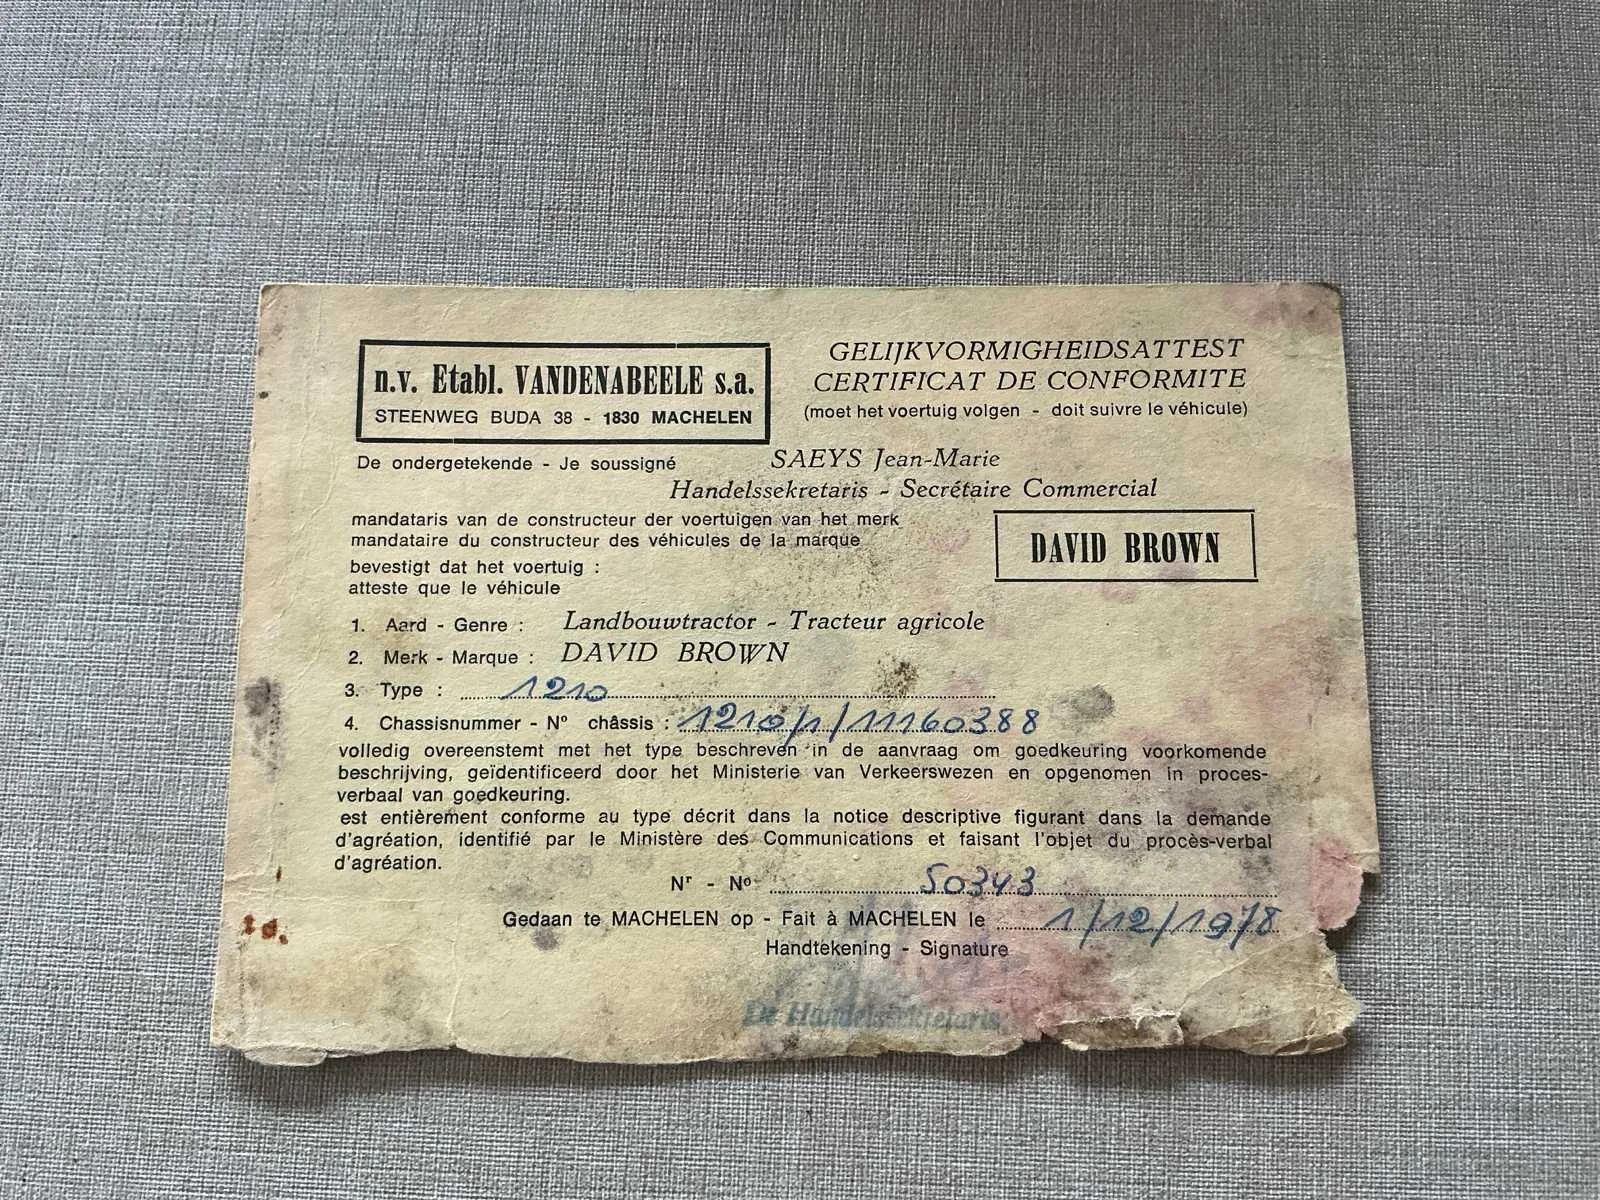 n.v. Etabl. VANDENABEELE s.a.
STEENWEG BUDA 38 - 1830 MACHELEN
GELIJKVORMIGHEIDSATTEST
CERTIFICAT DE CONFORMITE
(moet het voertuig volgen - doit suivre le véhicule)
De ondergetekende - Je soussigné SAEYS Jean-Marie
Handelssekretaris - Secrétaire Commercial
mandataris van de constructeur der voertuigen van het merk
mandataire du constructeur des véhicules de la marque
DAVID BROWN
bevestigt dat het voertuig :
atteste que le véhicule
1. Aard - Genre : Landbouwtractor - Tracteur agricole
2. Merk - Marque : DAVID BROWN
3. Type : 1210
4. Chassisnummer - N° châssis : 1210/1/11160388
volledig overeenstemt met het type beschreven in de aanvraag om goedkeuring voorkomende
beschrijving, geïdentificeerd door het Ministerie van Verkeerswezen en opgenomen in proces-
verbaal van goedkeuring.
est entièrement conforme au type décrit dans la notice descriptive figurant dans la demande
d'agréation, identifié par le Ministère des Communications et faisant l'objet du procès-verbal
d'agréation.
Nr - No 50343
Gedaan te MACHELEN op - Fait à MACHELEN le 1/12/1978
Handtekening - Signature
De Handelssekretaris